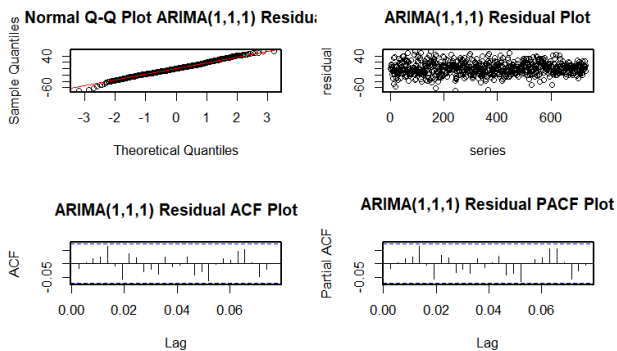 Normal Q-Q Plot ARIMA(1,1,1) Residu
Sample Quantiles
-60 40
-3 -2 -1 0 1 2 3
Theoretical Quantiles
ARIMA(1,1,1) Residual Plot
residual
-60 40
0 200 400 600
series
ARIMA(1,1,1) Residual ACF Plot
ACF
-0.05
0.00 0.02 0.04 0.06
Lag
ARIMA(1,1,1) Residual PACF Plot
Partial ACF
-0.05
0.00 0.02 0.04 0.06
Lag